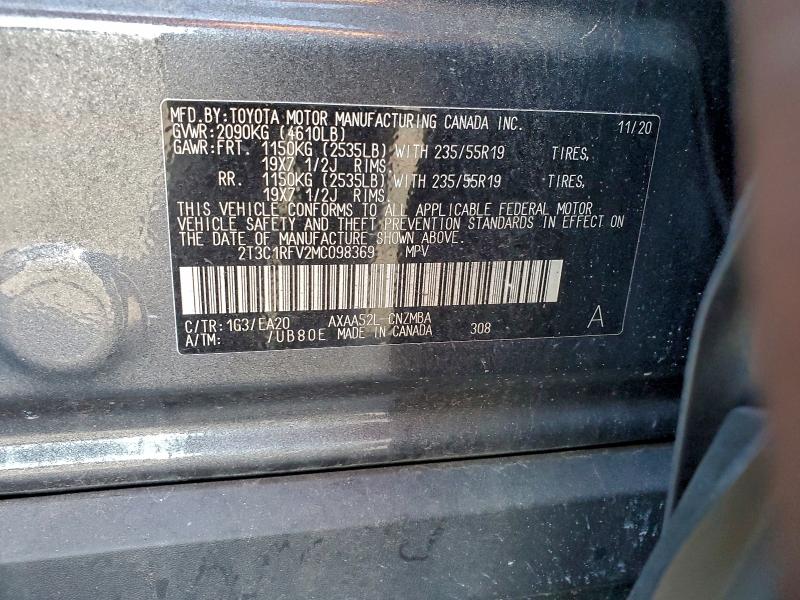 MFD.BY:TOYOTA MOTOR MANUFACTURING CANADA INC. 11/20
GVWR:2090KG (4610LB)
GAWR:FRT. 1150KG (2535LB) WITH 235/55R19 TIRES,
19X7 1/2J RIMS.
RR. 1150KG (2535LB) WITH 235/55R19 TIRES,
19X7 1/2J RIMS
THIS VEHICLE CONFORMS TO ALL APPLICABLE FEDERAL MOTOR
VEHICLE SAFETY AND THEFT PREVENTION STANDARDS IN EFFECT ON
THE DATE OF MANUFACTURE SHOWN ABOVE.
2T3C1RFV2MC098369 MPV
C/TR: 1G3/EA20 AXAA52L-CNZMBA 308 A
A/TM: /UB80E MADE IN CANADA